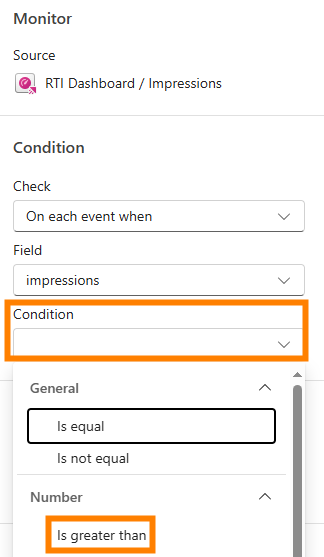 Monitor
Source
RTI Dashboard / Impressions
Condition
Check
On each event when
Field
impressions
Condition
General
Is equal
Is not equal
Number
Is greater than